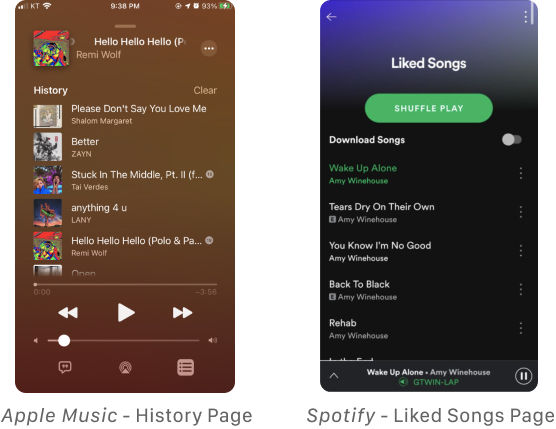 KT
9:38 PM
93%
Hello Hello Hello (P
Remi Wolf
History
Clear
Please Don't Say You Love Me
Shalom Margaret
Better
ZAYN
Stuck In The Middle, Pt. II (f...
Tai Verdes
anything 4 u
LANY
Hello Hello Hello (Polo & Pa...
Remi Wolf
Open
0:00
–3:56
Apple Music - History Page
Liked Songs
SHUFFLE PLAY
Download Songs
Wake Up Alone
Amy Winehouse
Tears Dry On Their Own
E Amy Winehouse
You Know I'm No Good
Amy Winehouse
Back To Black
E Amy Winehouse
Rehab
Amy Winehouse
In the End
Wake Up Alone • Amy Winehouse
GTWIN-LAP
Spotify - Liked Songs Page